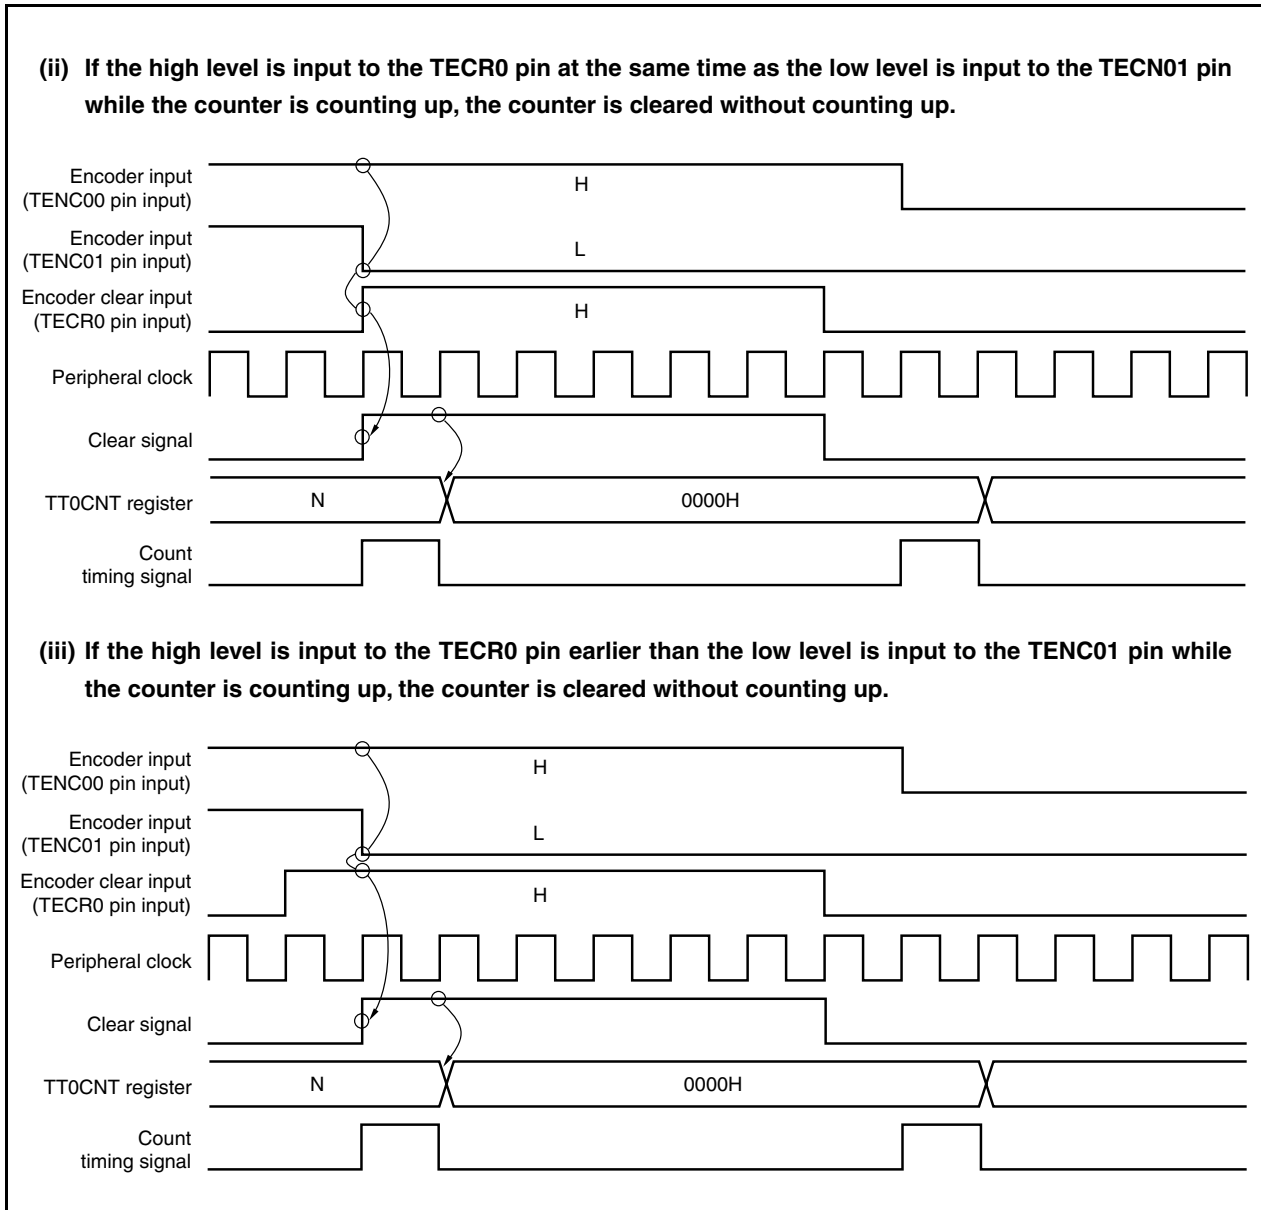 (ii) If the high level is input to the TECR0 pin at the same time as the low level is input to the TECN01 pin
while the counter is counting up, the counter is cleared without counting up.
Encoder input
(TENC00 pin input)
H
Encoder input
(TENC01 pin input)
L
Encoder clear input
(TECR0 pin input)
H
Peripheral clock
Clear signal
TT0CNT register
N
0000H
Count
timing signal
(iii) If the high level is input to the TECR0 pin earlier than the low level is input to the TENC01 pin while
the counter is counting up, the counter is cleared without counting up.
Encoder input
(TENC00 pin input)
H
Encoder input
(TENC01 pin input)
L
Encoder clear input
(TECR0 pin input)
H
Peripheral clock
Clear signal
TT0CNT register
N
0000H
Count
timing signal